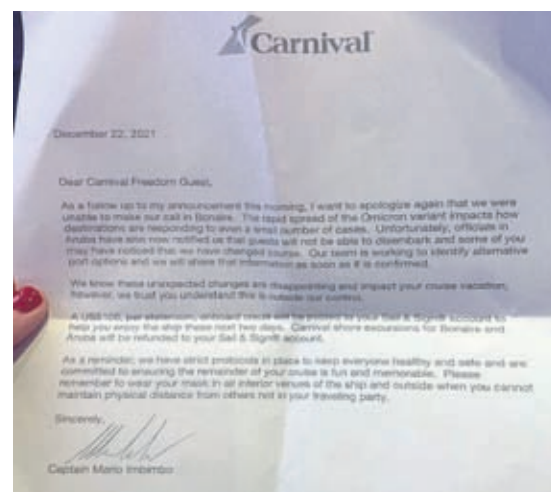 Carnival
December 22, 2021
Dear Carnival Freedom Guest,
As a follow up to my announcement this morning, I want to apologize again that we were
unable to make our call in Bonaire. The rapid spread of the Omicron variant impacts how
destinations are responding to even a small number of cases. Unfortunately, officials in
Aruba have also now notified us that guests will not be able to disembark and some of you
may have noticed that we have changed course. Our team is working to identify alternative
port options and we will share that information as soon as it is confirmed.
We know these unexpected changes are disappointing and impact your cruise vacation,
however, we trust you understand this is outside our control.
A US$100, per stateroom, onboard credit will be posted to your Sail & Sign® account to
help you enjoy the ship these next two days. Carnival shore excursions for Bonaire and
Aruba will be refunded to your Sail & Sign® account.
As a reminder, we have strict protocols in place to keep everyone healthy and safe and are
committed to ensuring the remainder of your cruise is fun and memorable. Please
remember to wear your mask in all interior venues of the ship and outside when you cannot
maintain physical distance from others not in your traveling party.
Sincerely,
Captain Mario Imbimbo